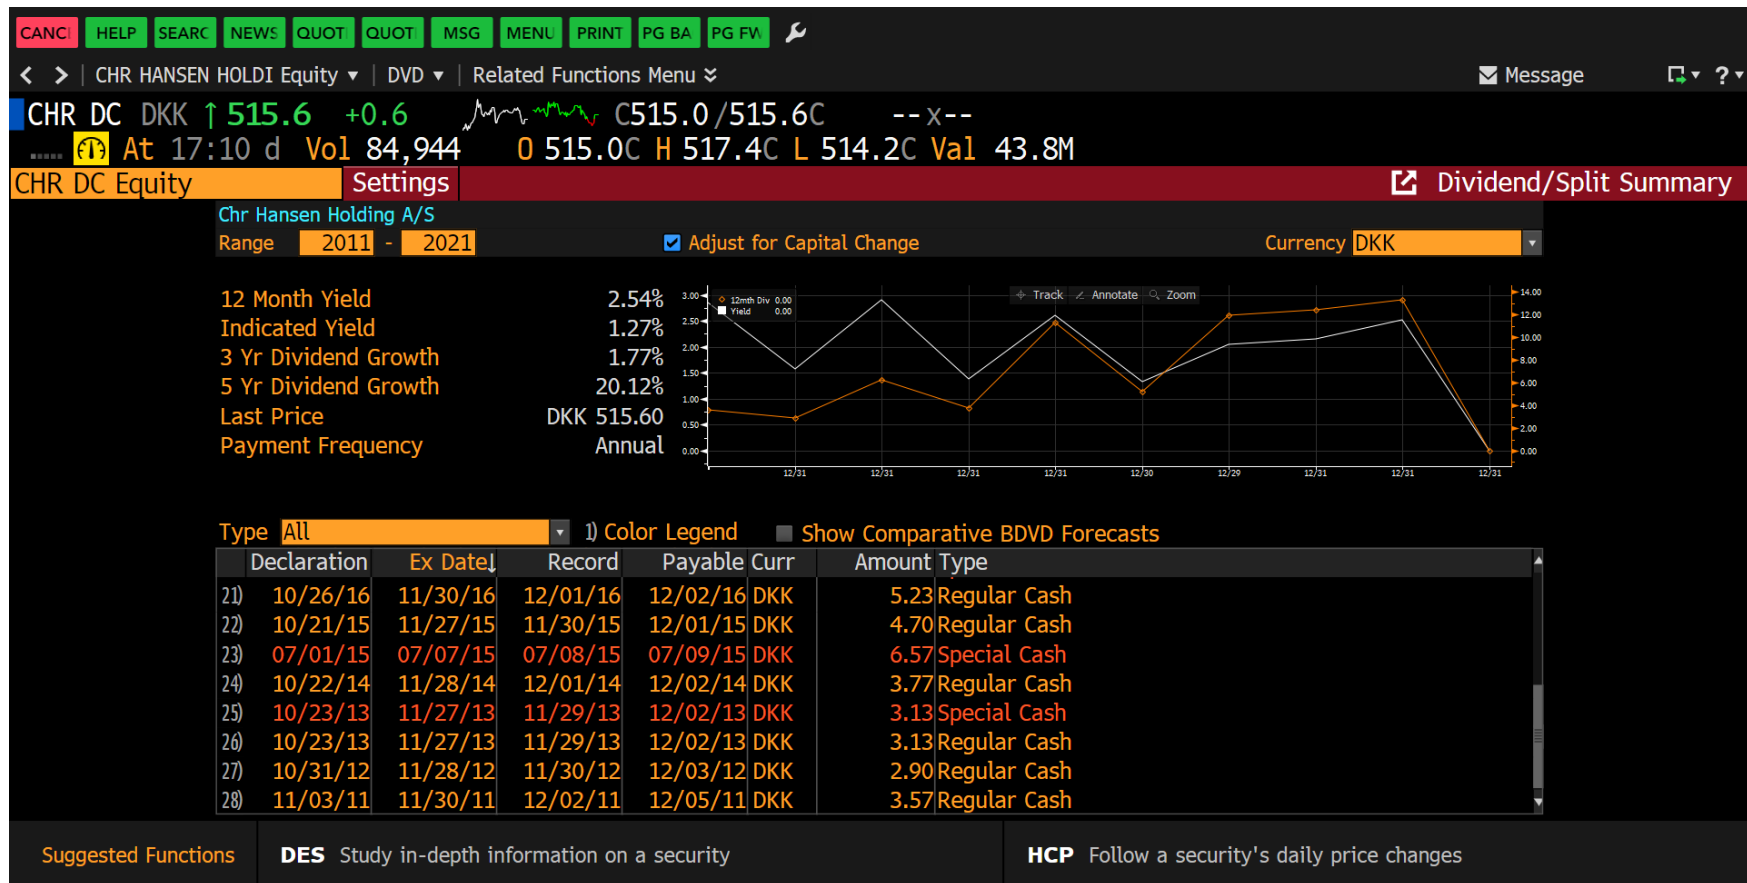 CANC HELP SEARC NEWS QUOT QUOT MSG MENU PRINT PG BA PG FW
CHR HANSEN HOLDI Equity DVD Related Functions Menu Message ?
CHR DC DKK ↑ 515.6 +0.6 C515.0/515.6C --x--
At 17:10 d Vol 84,944 O 515.0C H 517.4C L 514.2C Val 43.8M
CHR DC Equity Settings Dividend/Split Summary
Chr Hansen Holding A/S
Range 2011 - 2021 Adjust for Capital Change Currency DKK
12 Month Yield 2.54%
Indicated Yield 1.27%
3 Yr Dividend Growth 1.77%
5 Yr Dividend Growth 20.12%
Last Price DKK 515.60
Payment Frequency Annual
Track Annotate Zoom
12mth Div 0.00
Yield 0.00
3.00
2.50
2.00
1.50
1.00
0.50
0.00
14.00
12.00
10.00
8.00
6.00
4.00
2.00
0.00
12/31 12/31 12/31 12/31 12/30 12/29 12/31 12/31 12/31
Type All 1) Color Legend Show Comparative BDVD Forecasts
Declaration Ex Date↓ Record Payable Curr Amount Type
21) 10/26/16 11/30/16 12/01/16 12/02/16 DKK 5.23 Regular Cash
22) 10/21/15 11/27/15 11/30/15 12/01/15 DKK 4.70 Regular Cash
23) 07/01/15 07/07/15 07/08/15 07/09/15 DKK 6.57 Special Cash
24) 10/22/14 11/28/14 12/01/14 12/02/14 DKK 3.77 Regular Cash
25) 10/23/13 11/27/13 11/29/13 12/02/13 DKK 3.13 Special Cash
26) 10/23/13 11/27/13 11/29/13 12/02/13 DKK 3.13 Regular Cash
27) 10/31/12 11/28/12 11/30/12 12/03/12 DKK 2.90 Regular Cash
28) 11/03/11 11/30/11 12/02/11 12/05/11 DKK 3.57 Regular Cash
Suggested Functions DES Study in-depth information on a security HCP Follow a security's daily price changes